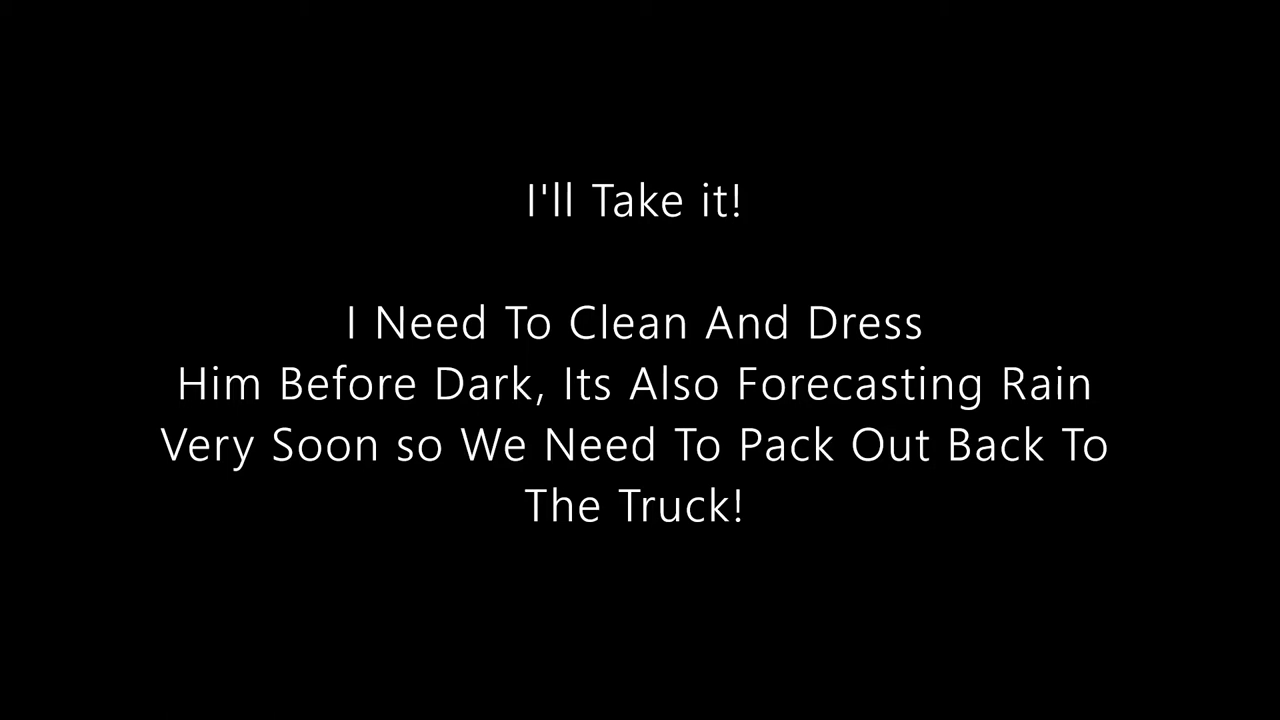 I'll Take it!
I Need To Clean And Dress
Him Before Dark, Its Also Forecasting Rain
Very Soon so We Need To Pack Out Back To
The Truck!